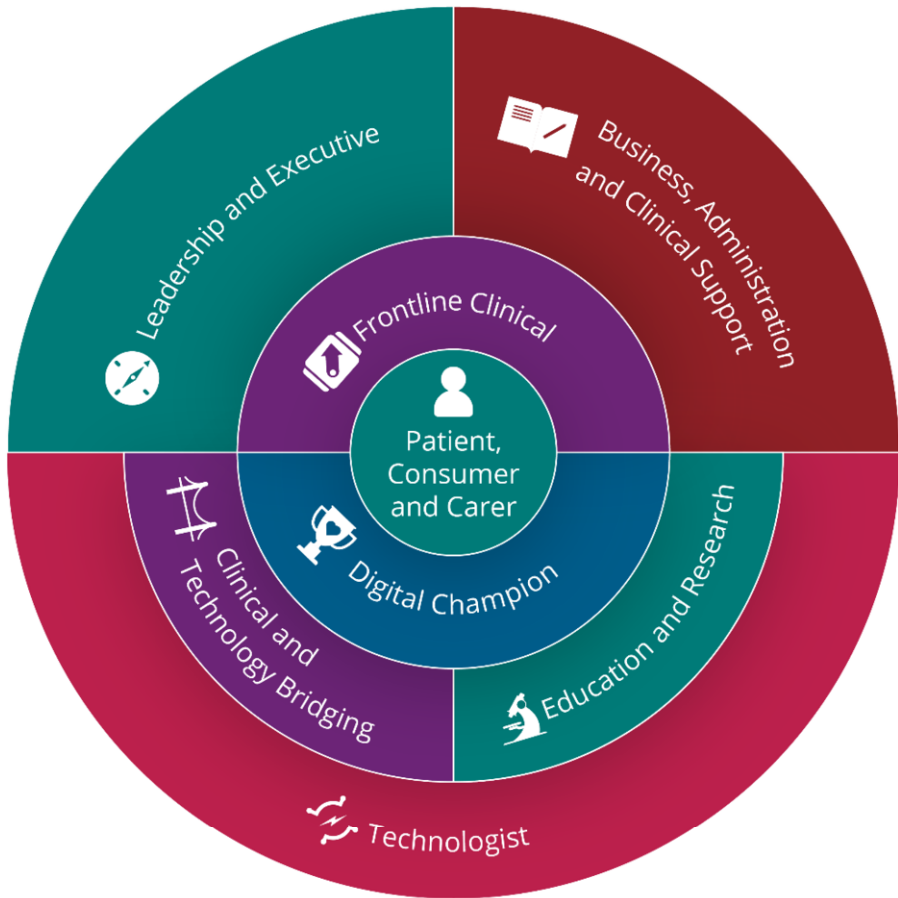 Leadership and Executive
Business, Administration
and Clinical Support
Frontline Clinical
Patient,
Consumer
and Carer
Digital Champion
Clinical and
Technology Bridging
Education and Research
Technologist